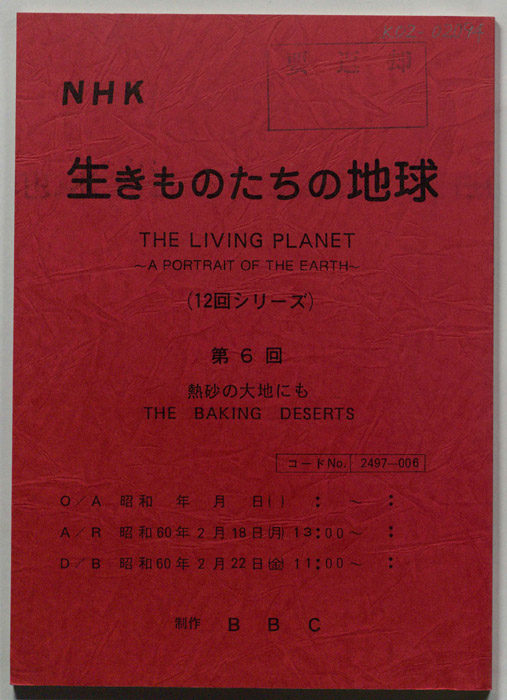 NHK
生きものたちの地球
THE LIVING PLANET
~A PORTRAIT OF THE EARTH~
(12回シリーズ)
第 6 回
熱砂の大地にも
THE BAKING DESERTS
コードNo. 2497-006
O/A 昭和 年 月 日( ) : ~ :
A/R 昭和60年2月18日(月) 13:00~ :
D/B 昭和60年2月22日(金) 11:00~ :
制作 BBC